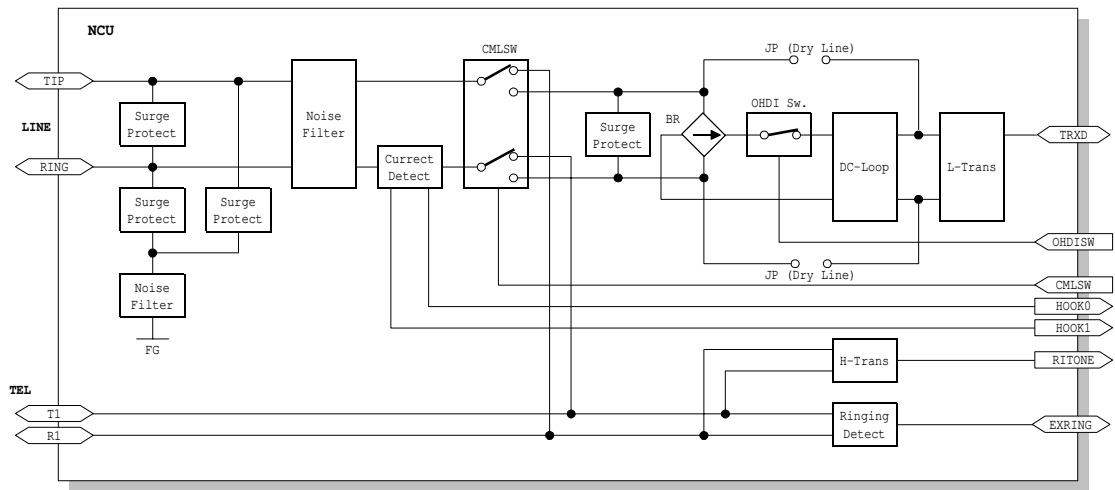 NCU
CMLSW
JP (Dry Line)
TIP
Surge
Protect
Noise
Filter
Surge
Protect
BR
OHDI Sw.
LINE
TRXD
RING
Currect
Detect
DC-Loop
L-Trans
Surge
Protect
Surge
Protect
OHDISW
JP (Dry Line)
CMLSW
Noise
Filter
HOOK0
HOOK1
FG
H-Trans
RITONE
TEL
T1
Ringing
Detect
EXRING
R1